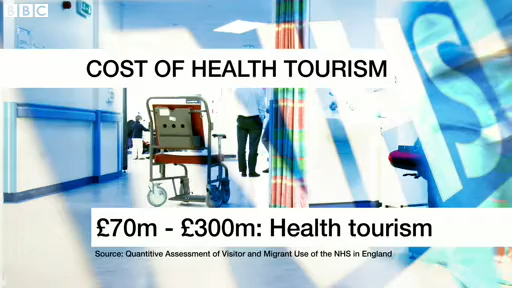 BBC
COST OF HEALTH TOURISM
NHS
£70m - £300m: Health tourism
Source: Quantitive Assessment of Visitor and Migrant Use of the NHS in England